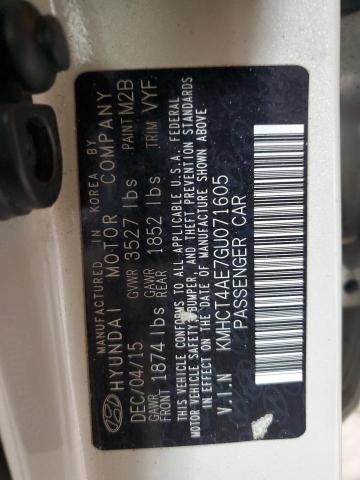 MANUFACTURED IN KOREA BY
HYUNDAI MOTOR COMPANY
DEC/04/15 GVWR 3527 lbs PAINT M2B
GAWR FRONT 1874 lbs GAWR REAR 1852 lbs TRIM VYF
THIS VEHICLE CONFORMS TO ALL APPLICABLE U.S.A. FEDERAL
MOTOR VEHICLE SAFETY, BUMPER, AND THEFT PREVENTION STANDARDS
IN EFFECT ON THE DATE OF MANUFACTURE SHOWN ABOVE
V.I.N KMHCT4AE7GU071605
PASSENGER CAR